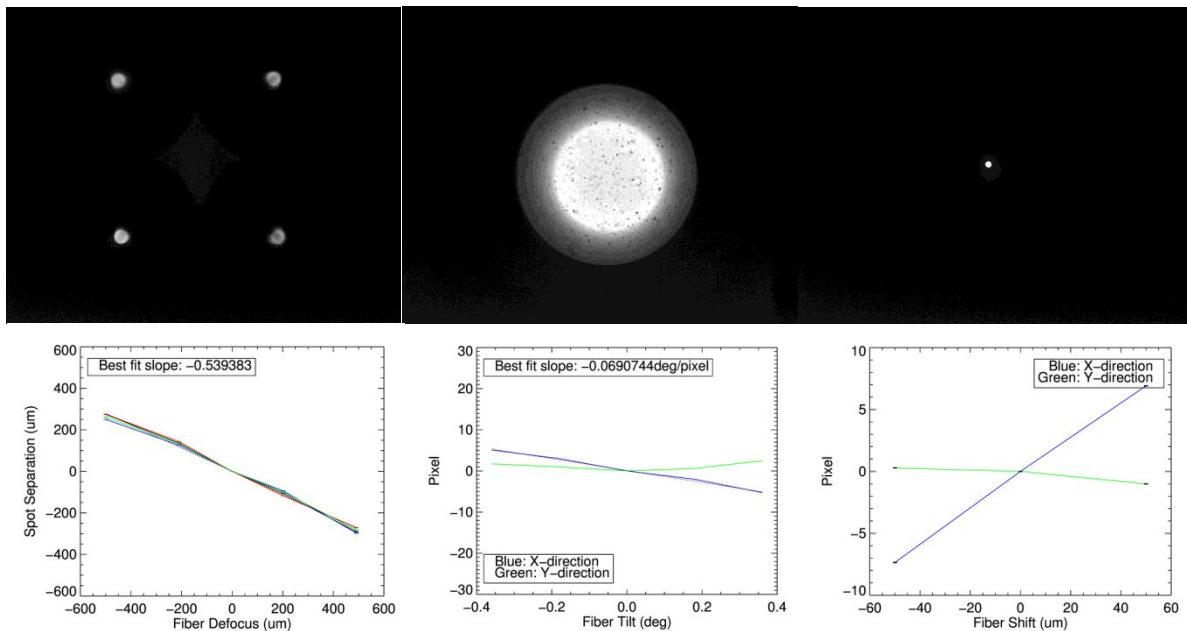 Best fit slope: −0.539383
600
400
200
0
−200
−400
−600
Spot Separation (um)
−600 −400 −200 0 200 400 600
Fiber Defocus (um)
Best fit slope: −0.0690744deg/pixel
30
20
10
0
−10
−20
−30
Pixel
Blue: X−direction
Green: Y−direction
−0.4 −0.2 0.0 0.2 0.4
Fiber Tilt (deg)
Blue: X−direction
Green: Y−direction
10
5
0
−5
−10
Pixel
−60 −40 −20 0 20 40 60
Fiber Shift (um)